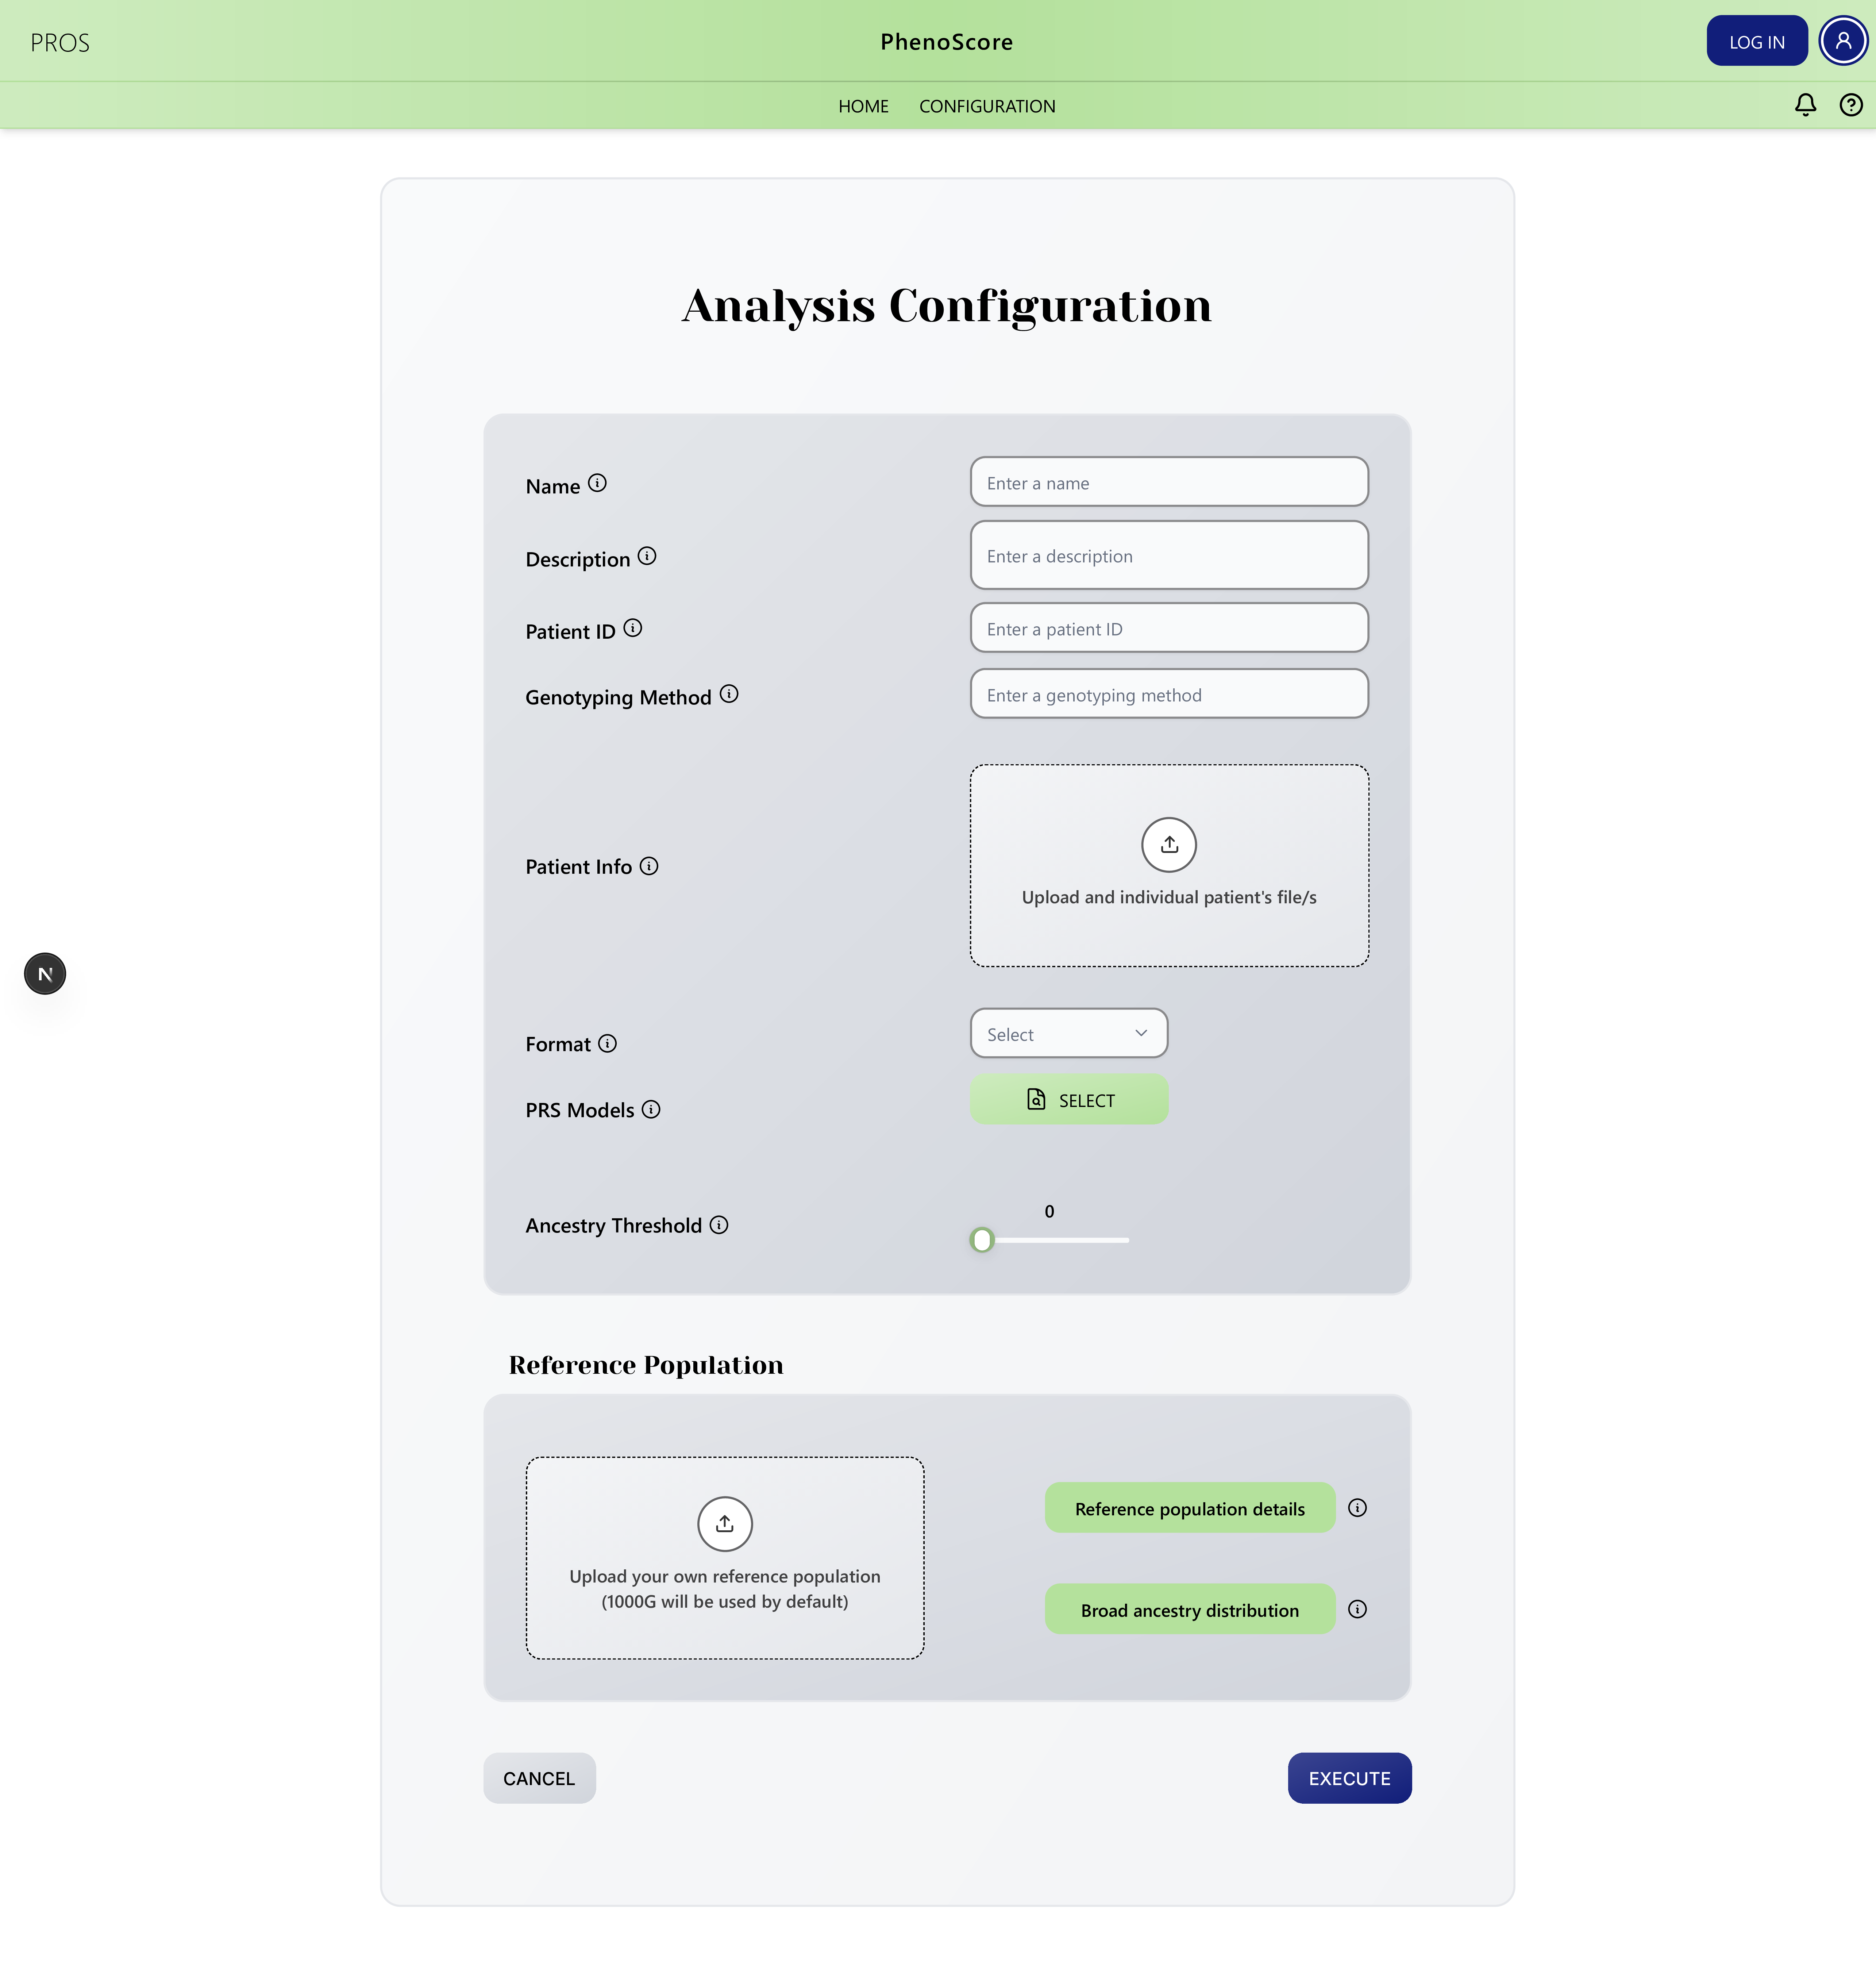 PROS
PhenoScore
LOG IN
HOME CONFIGURATION
Analysis Configuration
Name
Enter a name
Description
Enter a description
Patient ID
Enter a patient ID
Genotyping Method
Enter a genotyping method
Patient Info
Upload and individual patient's file/s
N
Format
Select
PRS Models
SELECT
Ancestry Threshold
0
Reference Population
Upload your own reference population
(1000G will be used by default)
Reference population details
Broad ancestry distribution
CANCEL
EXECUTE